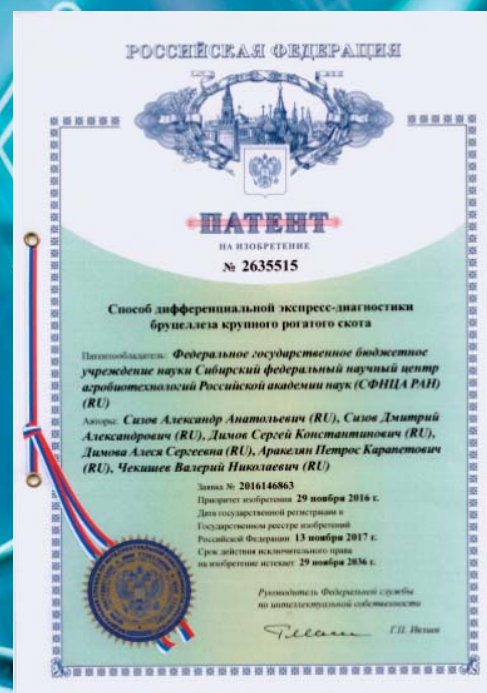 РОССИЙСКАЯ ФЕДЕРАЦИЯ
ПАТЕНТ
НА ИЗОБРЕТЕНИЕ
№ 2635515
Способ дифференциальной экспресс-диагностики
бруцеллеза крупного рогатого скота
Патентообладатель: Федеральное государственное бюджетное
учреждение науки Сибирский федеральный научный центр
агробиотехнологий Российской академии наук (СФНЦА РАН)
(RU)
Авторы: Сизов Александр Анатольевич (RU), Сизов Дмитрий
Александрович (RU), Димов Сергей Константинович (RU),
Димова Алеся Сергеевна (RU), Аракелян Петрос Карапетович
(RU), Чекишев Валерий Николаевич (RU)
Заявка № 2016146863
Приоритет изобретения 29 ноября 2016 г.
Дата государственной регистрации в
Государственном реестре изобретений
Российской Федерации 13 ноября 2017 г.
Срок действия исключительного права
на изобретение истекает 29 ноября 2036 г.
Руководитель Федеральной службы
по интеллектуальной собственности
Г.П. Ивлиев